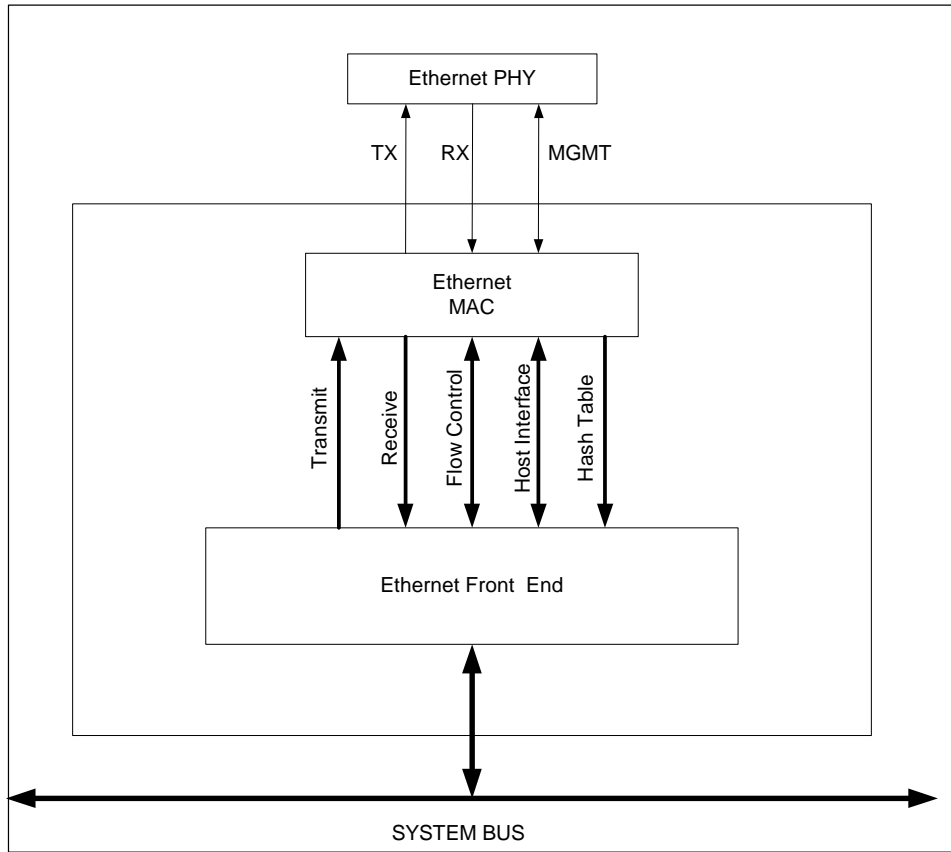 Ethernet PHY
TX
RX
MGMT
Ethernet
MAC
Transmit
Receive
Flow Control
Host Interface
Hash Table
Ethernet Front End
SYSTEM BUS